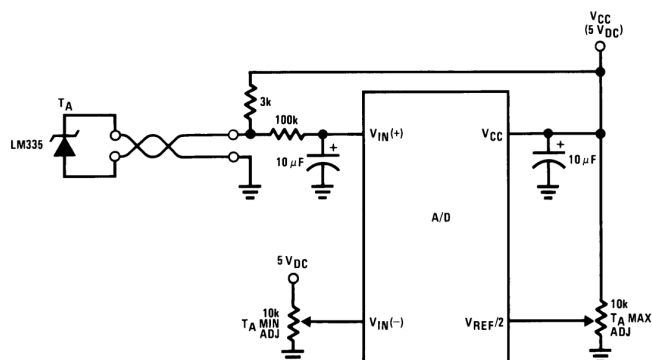 VCC
(5 VDC)
TA
3k
LM335
100k
VIN(+)
VCC
+
10 μF
+
10 μF
A/D
5 VDC
10k
TA MIN
ADJ
VIN(–)
VREF/2
10k
TA MAX
ADJ